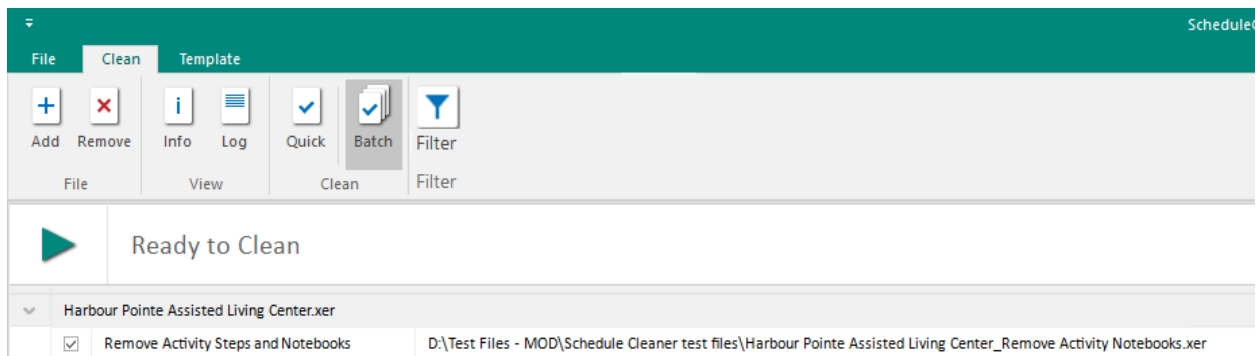 Schedule
File Clean Template
Add Remove Info Log Quick Batch Filter
File View Clean Filter
Ready to Clean
Harbour Pointe Assisted Living Center.xer
Remove Activity Steps and Notebooks D:\Test Files - MOD\Schedule Cleaner test files\Harbour Pointe Assisted Living Center_Remove Activity Notebooks.xer